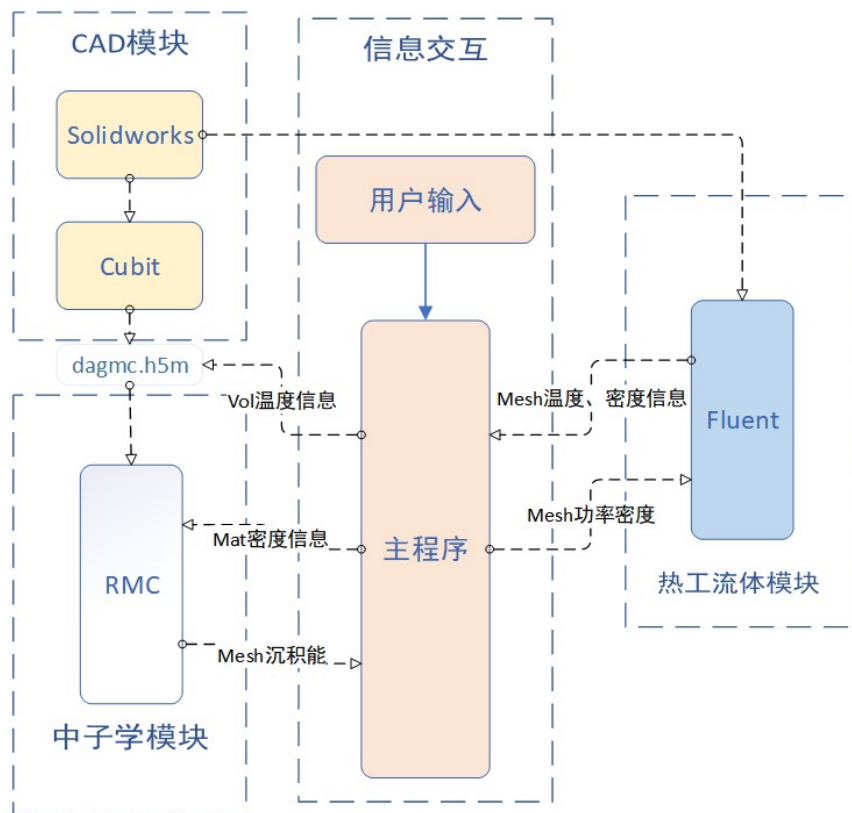 CAD模块
信息交互
Solidworks
用户输入
Cubit
dagmc.h5m
Vol温度信息
Mesh温度、密度信息
Fluent
Mesh功率密度
Mat密度信息
主程序
RMC
热工流体模块
Mesh沉积能
中子学模块